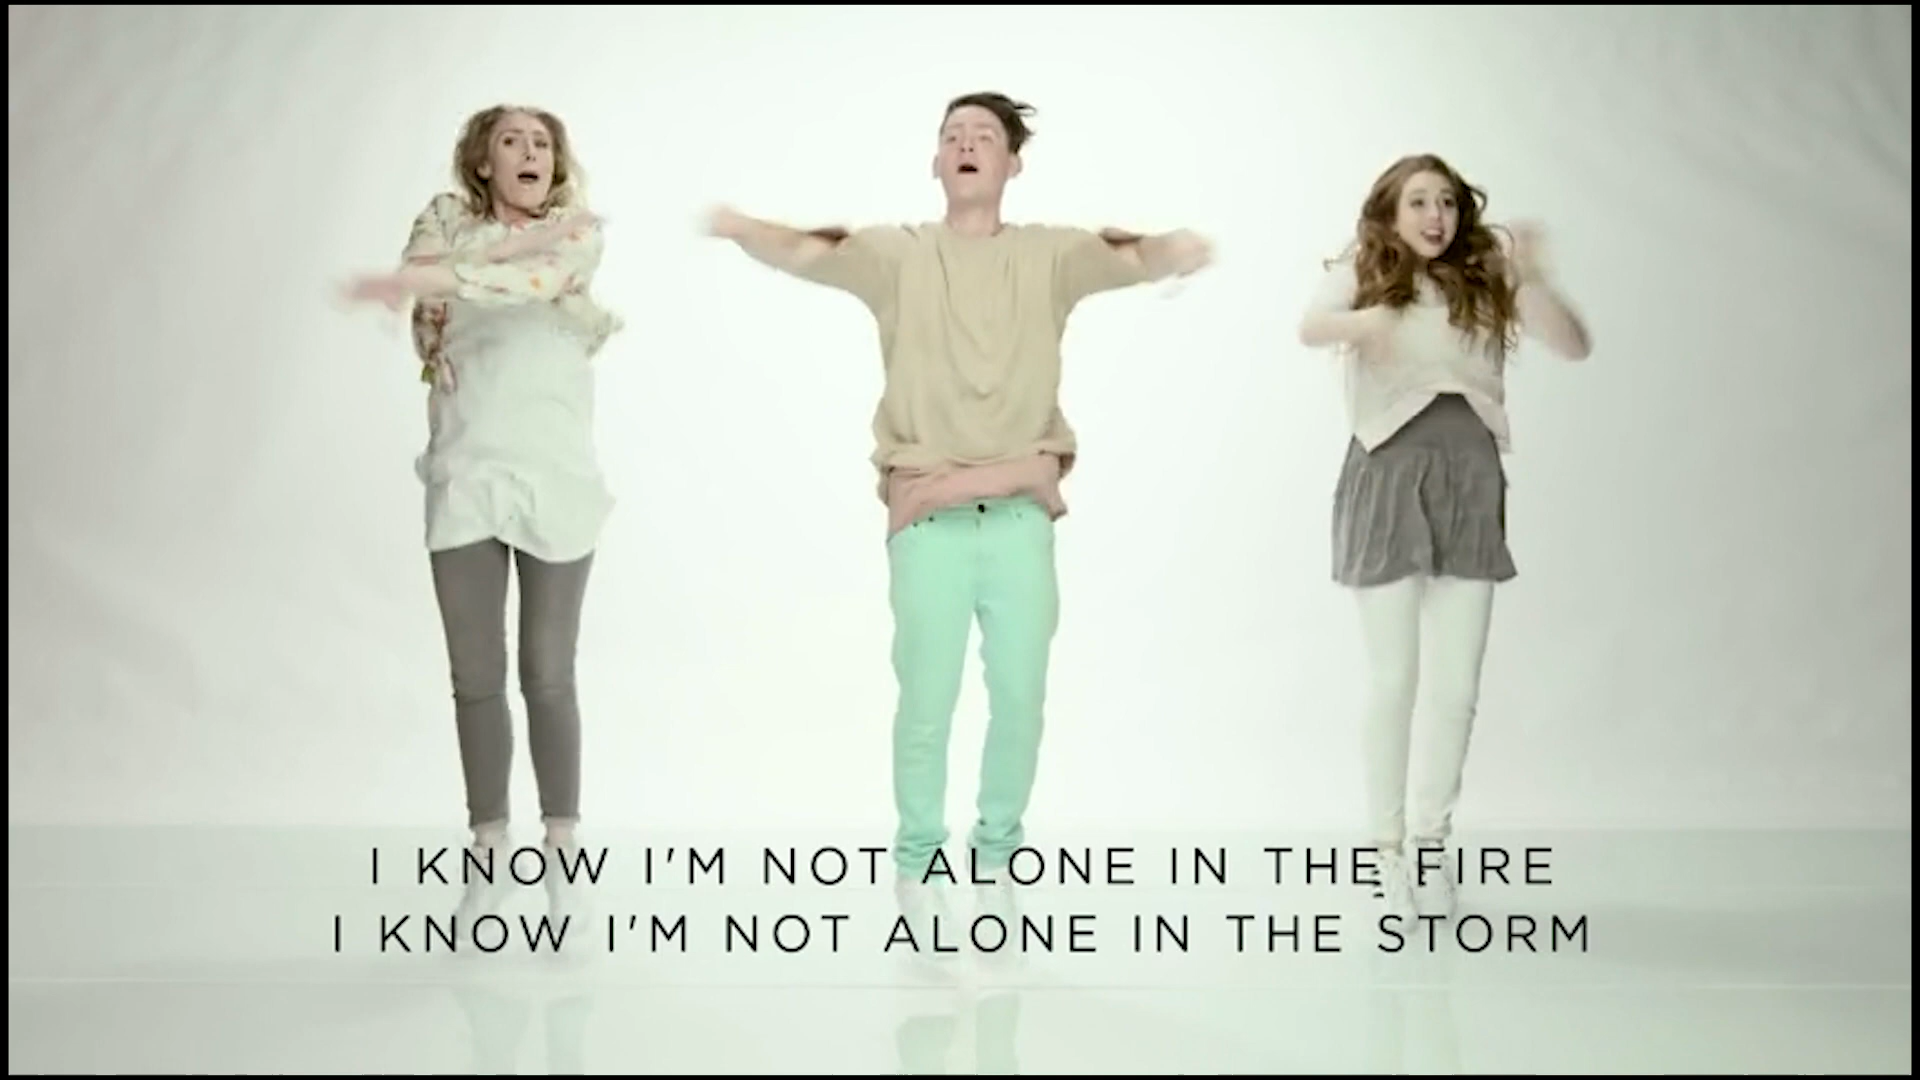 I KNOW I'M NOT ALONE IN THE FIRE
I KNOW I'M NOT ALONE IN THE STORM